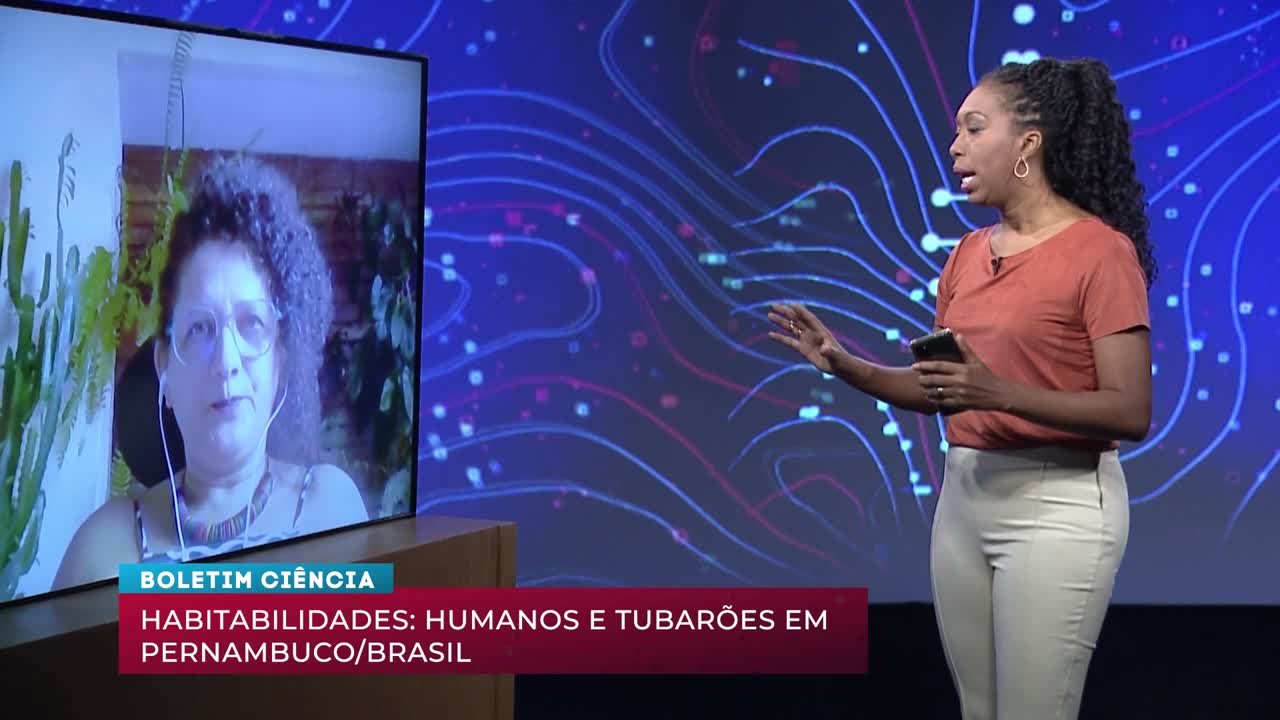 BOLETIM CIÊNCIA
HABITABILIDADES: HUMANOS E TUBARÕES EM
PERNAMBUCO/BRASIL